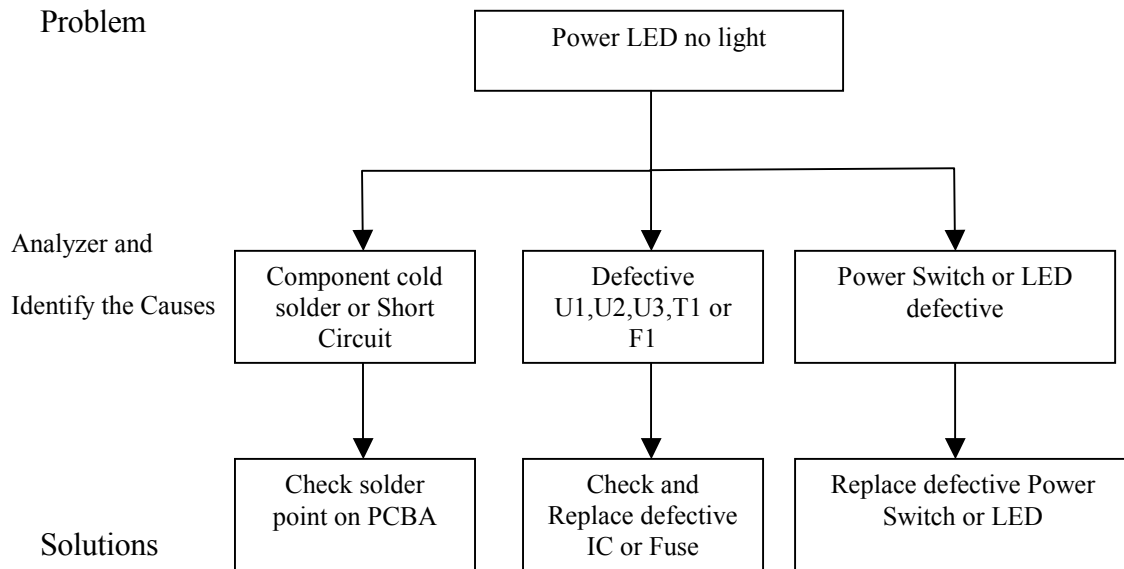 Problem
Power LED no light
Analyzer and
Identify the Causes
Component cold
solder or Short
Circuit
Defective
U1,U2,U3,T1 or
F1
Power Switch or LED
defective
Solutions
Check solder
point on PCBA
Check and
Replace defective
IC or Fuse
Replace defective Power
Switch or LED